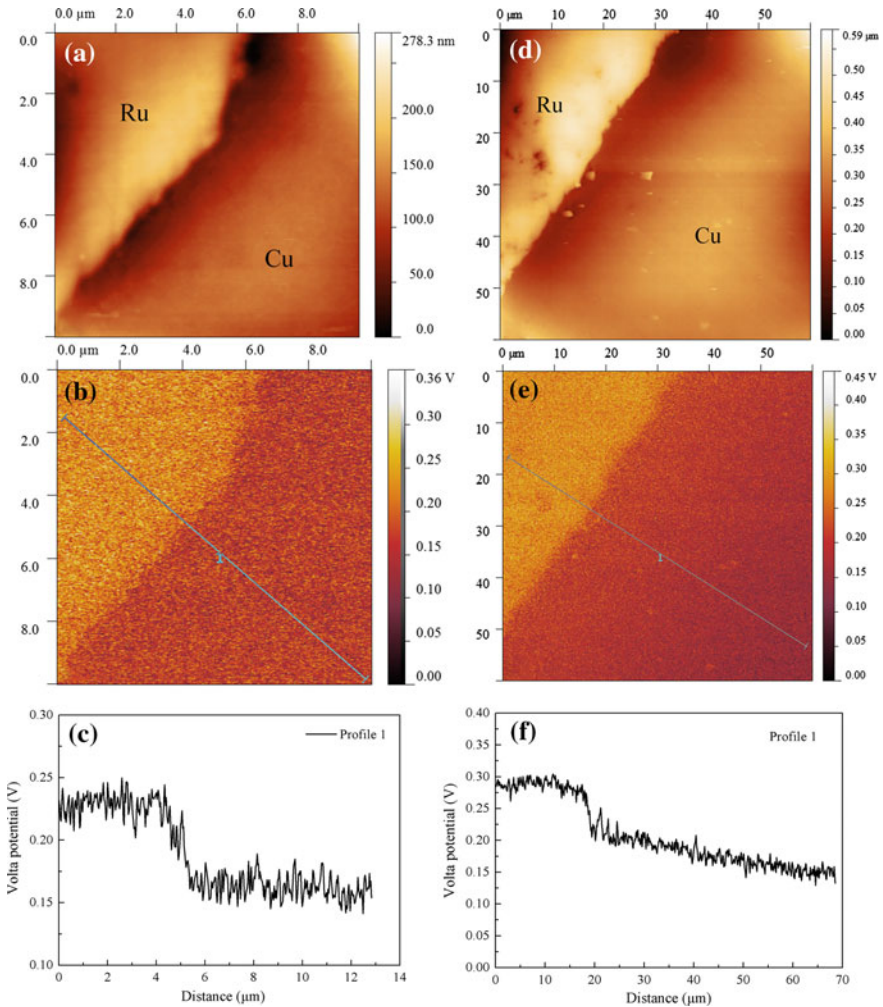 0.0 μm 2.0 4.0 6.0 8.0
0.0
2.0
4.0
6.0
8.0
(a)
Ru
Cu
278.3 nm
200.0
150.0
100.0
50.0
0.0
0 10 20 30 40 50
μm
0
10
20
30
40
50
(d)
Ru
Cu
0.59 μm
0.50
0.45
0.40
0.35
0.30
0.25
0.20
0.15
0.10
0.05
0.00
0.0 μm 2.0 4.0 6.0 8.0
0.0
2.0
4.0
6.0
8.0
(b)
1
0.36 V
0.30
0.25
0.20
0.15
0.10
0.05
0.00
0 10 20 30 40 50
μm
0
10
20
30
40
50
(e)
1
0.45 V
0.40
0.35
0.30
0.25
0.20
0.15
0.10
0.05
0.00
(c)
Profile 1
Volta potential (V)
0.30
0.25
0.20
0.15
0.10
0 2 4 6 8 10 12 14
Distance (μm)
(f)
Profile 1
Volta potential (V)
0.40
0.35
0.30
0.25
0.20
0.15
0.10
0.05
0.00
0 10 20 30 40 50 60 70
Distance (μm)